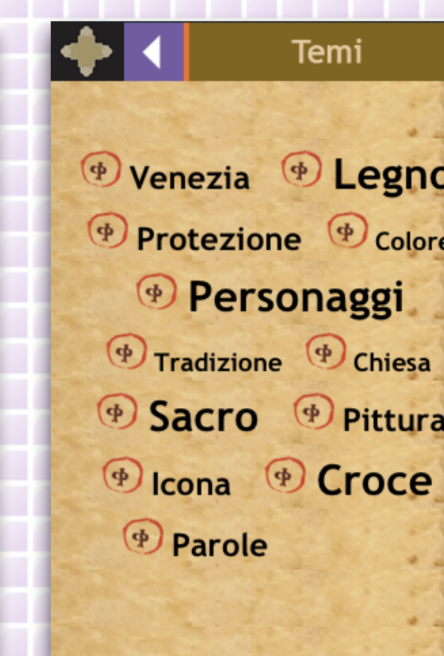 Temi
Venezia Legno
Protezione Colore
Personaggi
Tradizione Chiesa
Sacro Pittura
Icona Croce
Parole